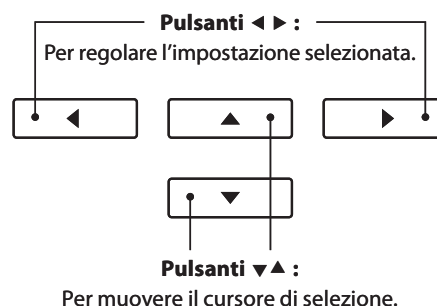 Pulsanti ◀ ▶ :
Per regolare l’impostazione selezionata.
Pulsanti ▼▲ :
Per muovere il cursore di selezione.